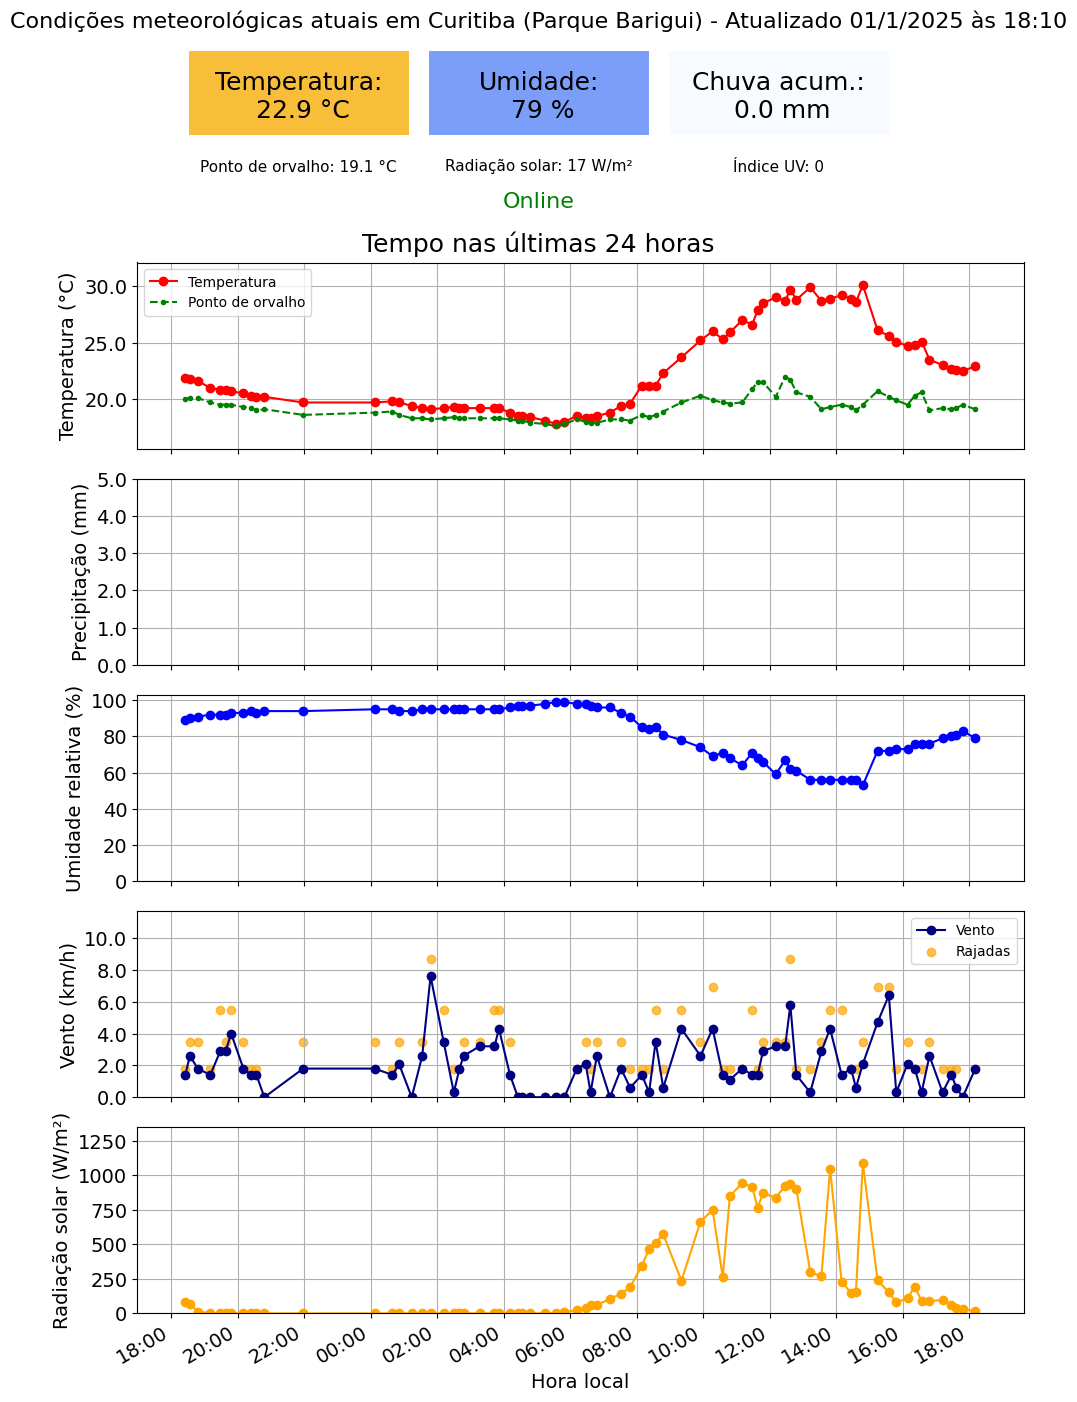 Condições meteorológicas atuais em Curitiba (Parque Barigui) - Atualizado 01/1/2025 às 18:10
Temperatura:
22.9 °C
Umidade:
79 %
Chuva acum.:
0.0 mm
Ponto de orvalho: 19.1 °C
Radiação solar: 17 W/m²
Índice UV: 0
Online
Tempo nas últimas 24 horas
Temperatura (°C)
30.0
25.0
20.0
Temperatura
Ponto de orvalho
Precipitação (mm)
5.0
4.0
3.0
2.0
1.0
0.0
Umidade relativa (%)
100
80
60
40
20
0
Vento (km/h)
10.0
8.0
6.0
4.0
2.0
0.0
Vento
Rajadas
Radiação solar (W/m²)
1250
1000
750
500
250
0
18:00
20:00
22:00
00:00
02:00
04:00
06:00
08:00
10:00
12:00
14:00
16:00
18:00
Hora local